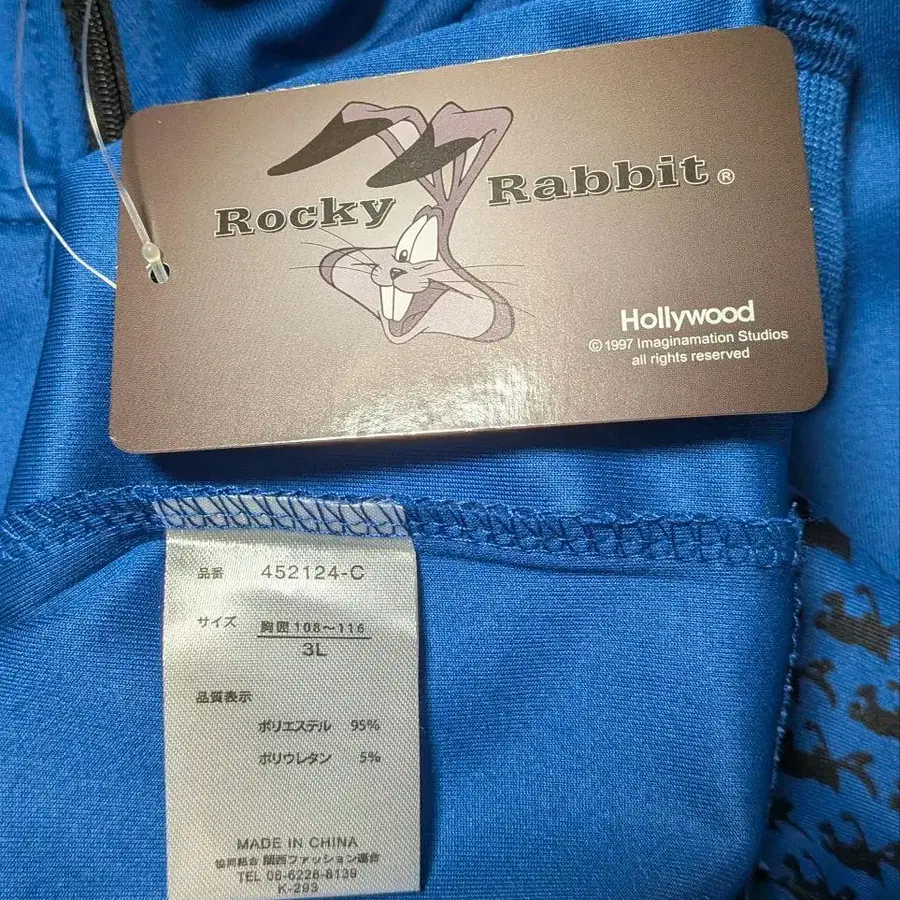 Rocky Rabbit ®
Hollywood
© 1997 Imaginamation Studios
all rights reserved
品番 452124-C
サイズ 胸囲 108～116
3L
品質表示
ポリエステル 95%
ポリウレタン 5%
MADE IN CHINA
協同組合 関西ファッション連合
TEL 06-6228-8139
K-293